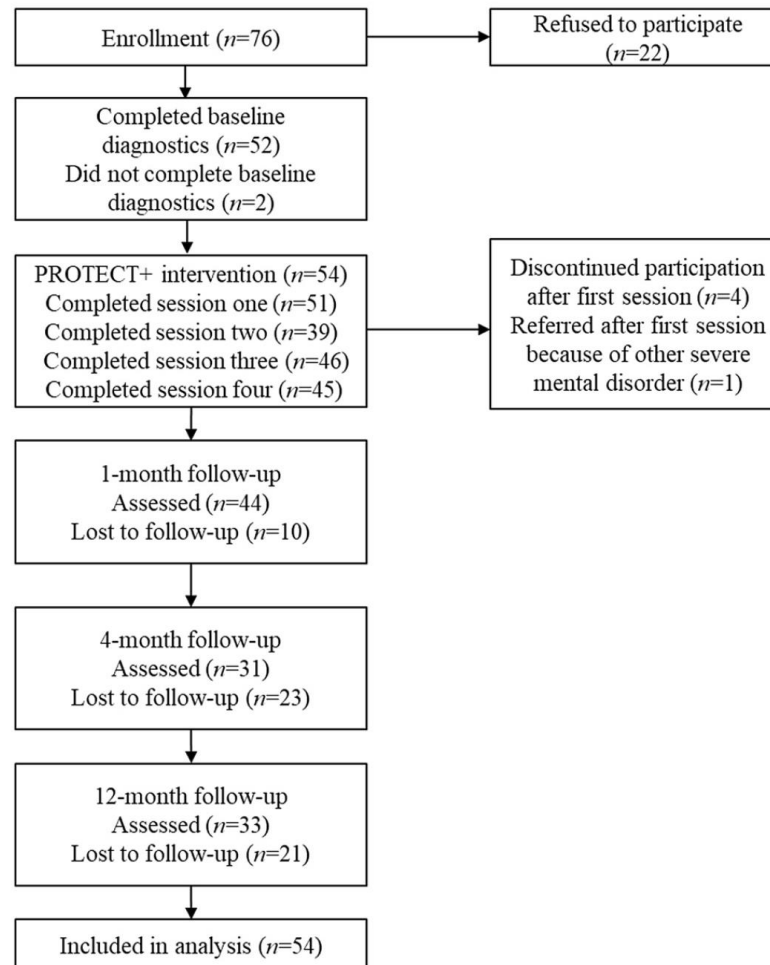 Enrollment (n=76)
Refused to participate
(n=22)
Completed baseline
diagnostics (n=52)
Did not complete baseline
diagnostics (n=2)
PROTECT+ intervention (n=54)
Completed session one (n=51)
Completed session two (n=39)
Completed session three (n=46)
Completed session four (n=45)
Discontinued participation
after first session (n=4)
Referred after first session
because of other severe
mental disorder (n=1)
1-month follow-up
Assessed (n=44)
Lost to follow-up (n=10)
4-month follow-up
Assessed (n=31)
Lost to follow-up (n=23)
12-month follow-up
Assessed (n=33)
Lost to follow-up (n=21)
Included in analysis (n=54)